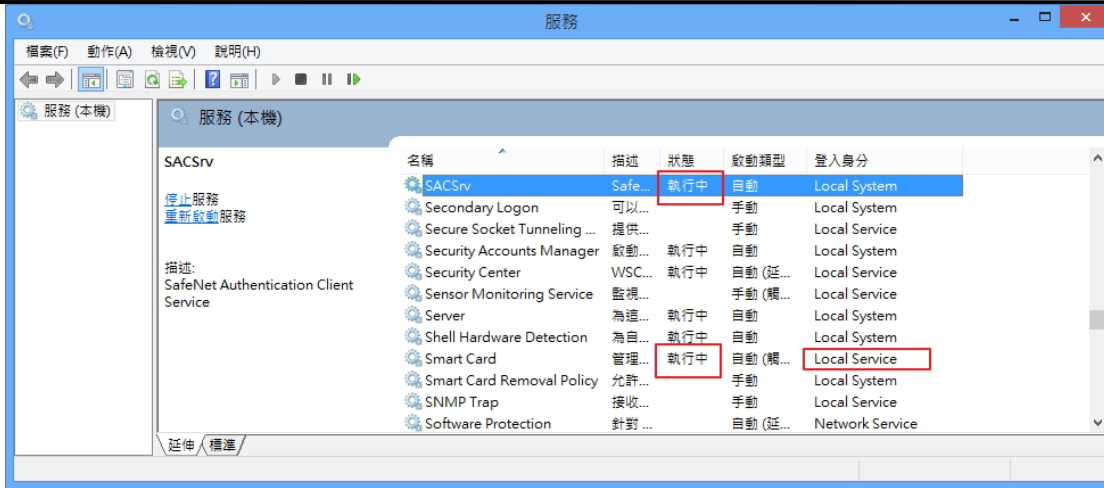 服務
檔案(F) 動作(A) 檢視(V) 說明(H)
服務 (本機)
服務 (本機)
SACSrv
停止服務
重新啟動服務
描述:
SafeNet Authentication Client
Service
名稱 描述 狀態 啟動類型 登入身分
SACSrv Safe... 執行中 自動 Local System
Secondary Logon 可以... 手動 Local System
Secure Socket Tunneling ... 提供... 手動 Local Service
Security Accounts Manager 啟動... 執行中 自動 Local System
Security Center WSC... 執行中 自動 (延... Local Service
Sensor Monitoring Service 監視... 手動 (觸... Local Service
Server 為這... 執行中 自動 Local System
Shell Hardware Detection 為自... 執行中 自動 Local System
Smart Card 管理... 執行中 自動 (觸... Local Service
Smart Card Removal Policy 允許... 手動 Local System
SNMP Trap 接收... 手動 Local Service
Software Protection 針對 ... 自動 (延... Network Service
延伸 標準